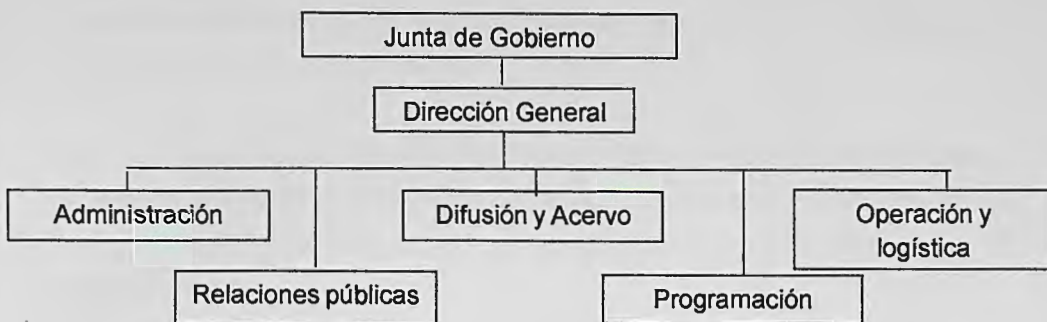 Junta de Gobierno
Dirección General
Administración
Difusión y Acervo
Operación y
logística
Relaciones públicas
Programación